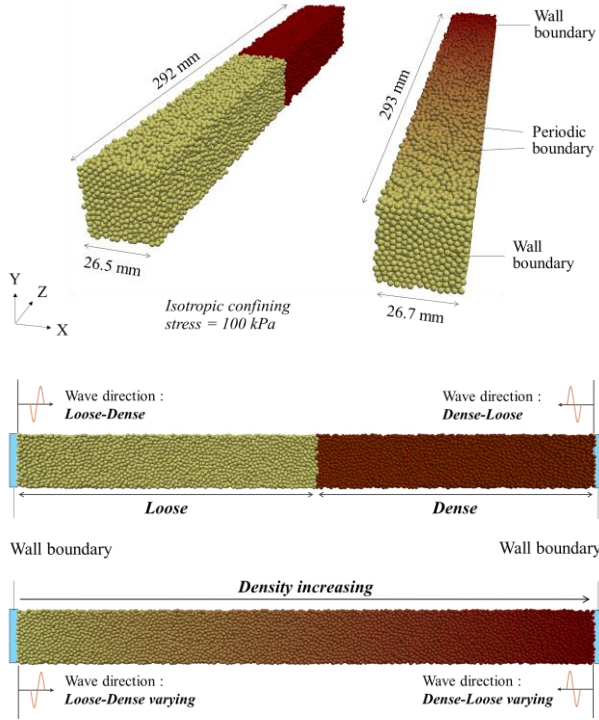 Wall
boundary
292 mm
293 mm
Periodic
boundary
Wall
boundary
26.5 mm
26.7 mm
Y
Z
X
Isotropic confining
stress = 100 kPa
Wave direction :
Loose-Dense
Wave direction :
Dense-Loose
Loose
Dense
Wall boundary
Wall boundary
Density increasing
Wave direction :
Loose-Dense varying
Wave direction :
Dense-Loose varying